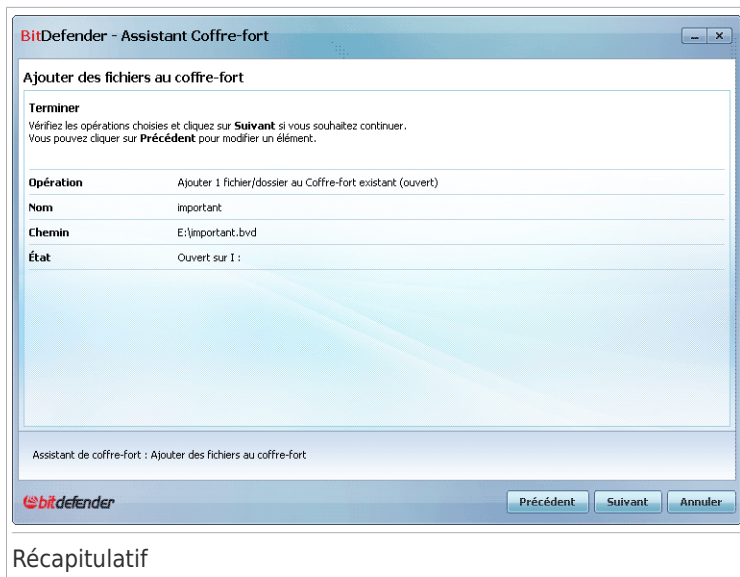 BitDefender - Assistant Coffre-fort
Ajouter des fichiers au coffre-fort
Terminer
Vérifiez les opérations choisies et cliquez sur Suivant si vous souhaitez continuer.
Vous pouvez cliquer sur Précédent pour modifier un élément.
Opération Ajouter 1 fichier/dossier au Coffre-fort existant (ouvert)
Nom important
Chemin E:\important.bvd
État Ouvert sur I :
Assistant de coffre-fort : Ajouter des fichiers au coffre-fort
bitdefender Précédent Suivant Annuler
Récapitulatif